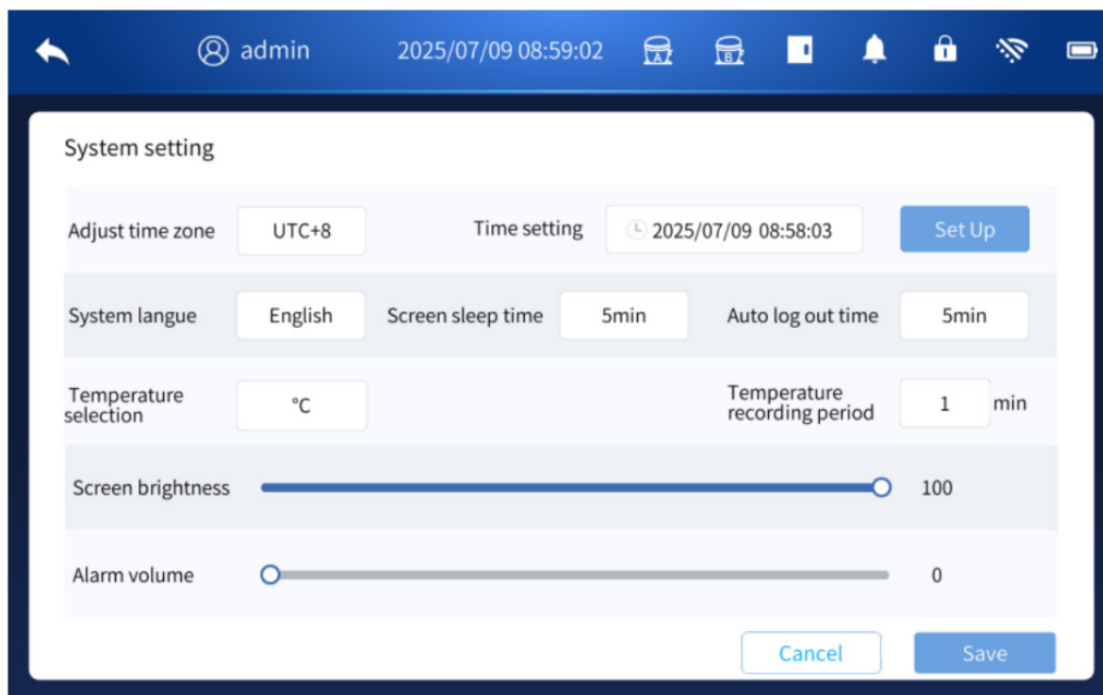 admin 2025/07/09 08:59:02 A B
System setting
Adjust time zone UTC+8 Time setting 2025/07/09 08:58:03 Set Up
System langue English Screen sleep time 5min Auto log out time 5min
Temperature
selection
°C
Temperature
recording period
1 min
Screen brightness 100
Alarm volume 0
Cancel Save